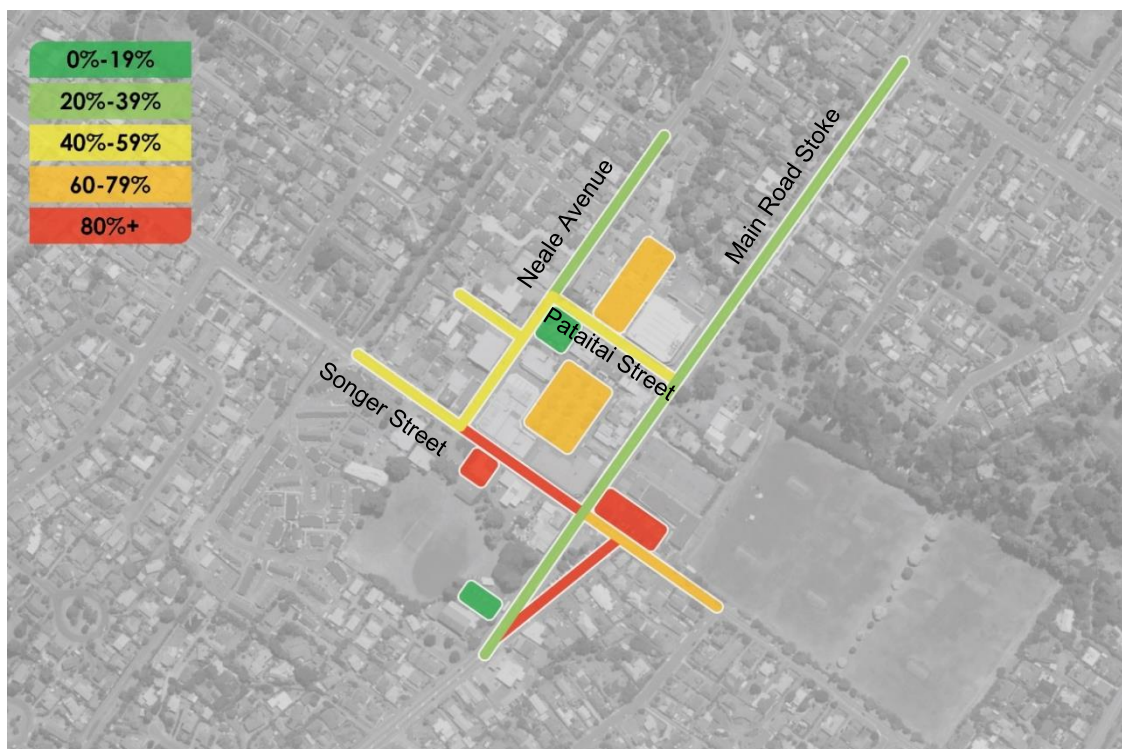 0%-19%
20%-39%
40%-59%
60-79%
80%+
Neale Avenue
Main Road Stoke
Pataitai Street
Songer Street